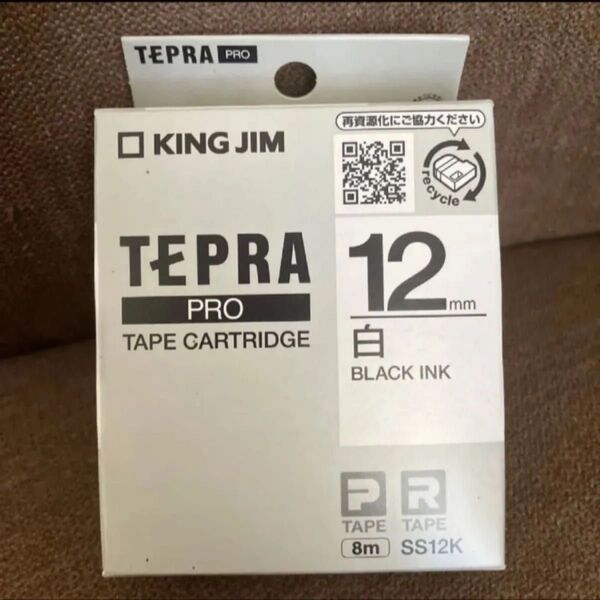 TEPRA PRO
KING JIM
再資源化にご協力ください
recycle
TEPRA
PRO
TAPE CARTRIDGE
12mm
白
BLACK INK
P R
TAPE TAPE
8m SS12K